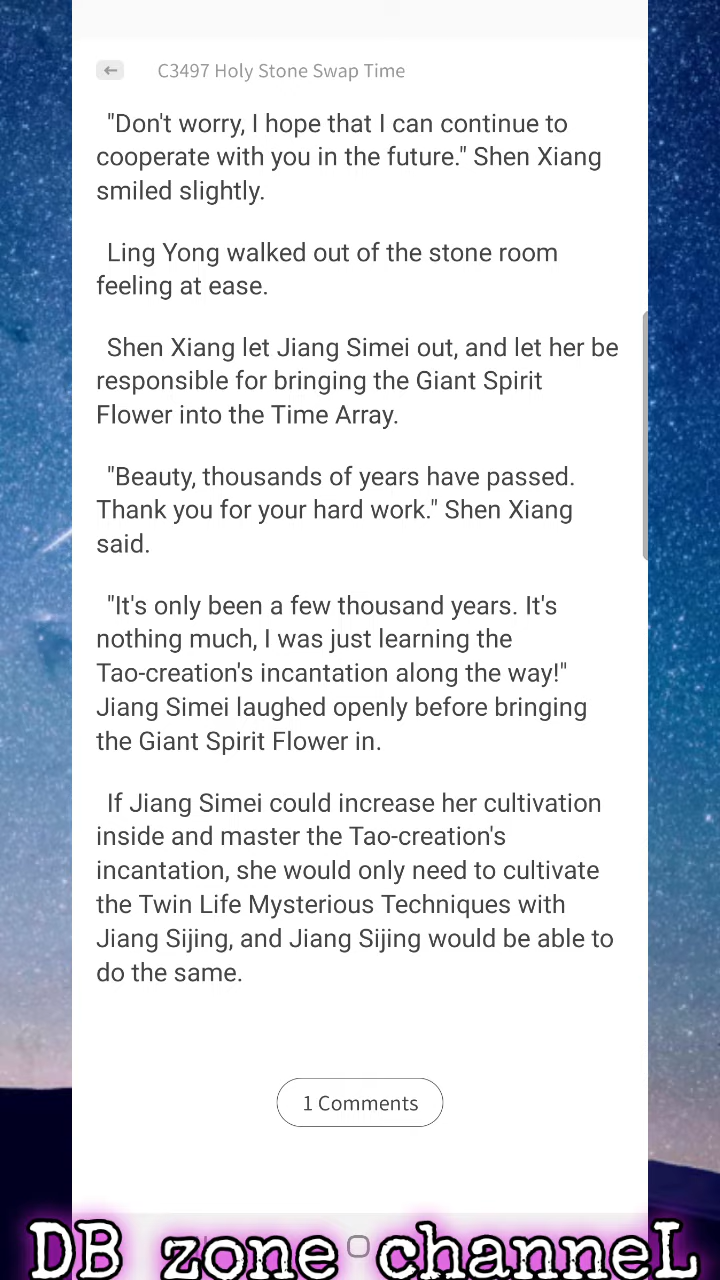 C3497 Holy Stone Swap Time
"Don't worry, I hope that I can continue to
cooperate with you in the future." Shen Xiang
smiled slightly.
Ling Yong walked out of the stone room
feeling at ease.
Shen Xiang let Jiang Simei out, and let her be
responsible for bringing the Giant Spirit
Flower into the Time Array.
"Beauty, thousands of years have passed.
Thank you for your hard work." Shen Xiang
said.
"It's only been a few thousand years. It's
nothing much, I was just learning the
Tao-creation's incantation along the way!"
Jiang Simei laughed openly before bringing
the Giant Spirit Flower in.
If Jiang Simei could increase her cultivation
inside and master the Tao-creation's
incantation, she would only need to cultivate
the Twin Life Mysterious Techniques with
Jiang Sijing, and Jiang Sijing would be able to
do the same.
1 Comments
DB zone channeL